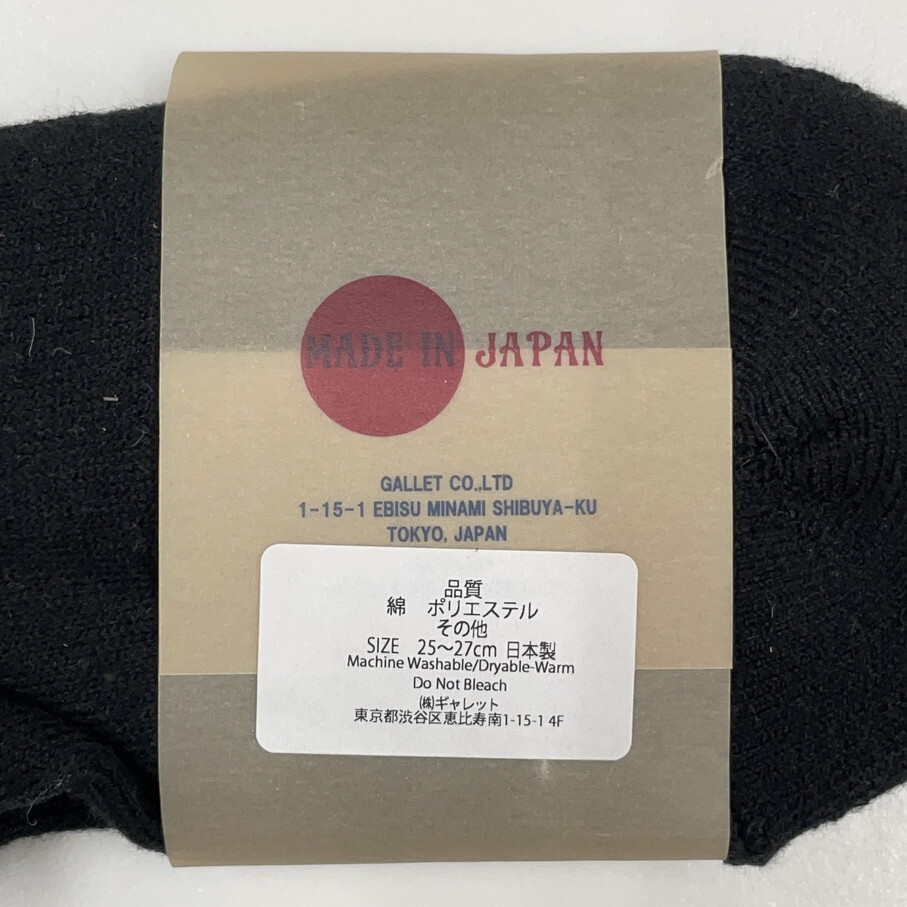 MADE IN JAPAN
GALLET CO.,LTD
1-15-1 EBISU MINAMI SHIBUYA-KU
TOKYO, JAPAN
品質
綿　ポリエステル
その他
SIZE　25～27cm 日本製
Machine Washable/Dryable-Warm
Do Not Bleach
㈱ギャレット
東京都渋谷区恵比寿南1-15-1 4F